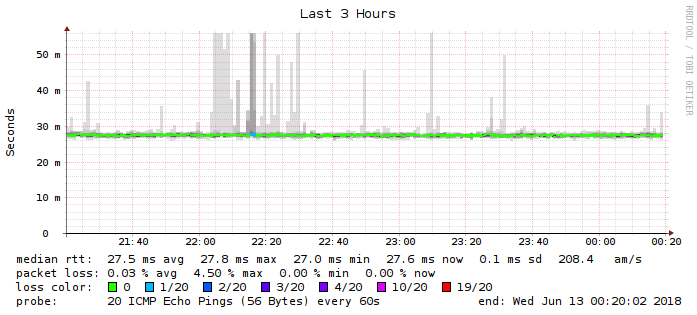 Last 3 Hours
RRDTOOL / TOBI OETIKER
Seconds
50 m
40 m
30 m
20 m
10 m
0
21:40 22:00 22:20 22:40 23:00 23:20 23:40 00:00 00:20
median rtt: 27.5 ms avg 27.8 ms max 27.0 ms min 27.6 ms now 0.1 ms sd 208.4 am/s
packet loss: 0.03 % avg 4.50 % max 0.00 % min 0.00 % now
loss color: 0 1/20 2/20 3/20 4/20 10/20 19/20
probe: 20 ICMP Echo Pings (56 Bytes) every 60s end: Wed Jun 13 00:20:02 2018